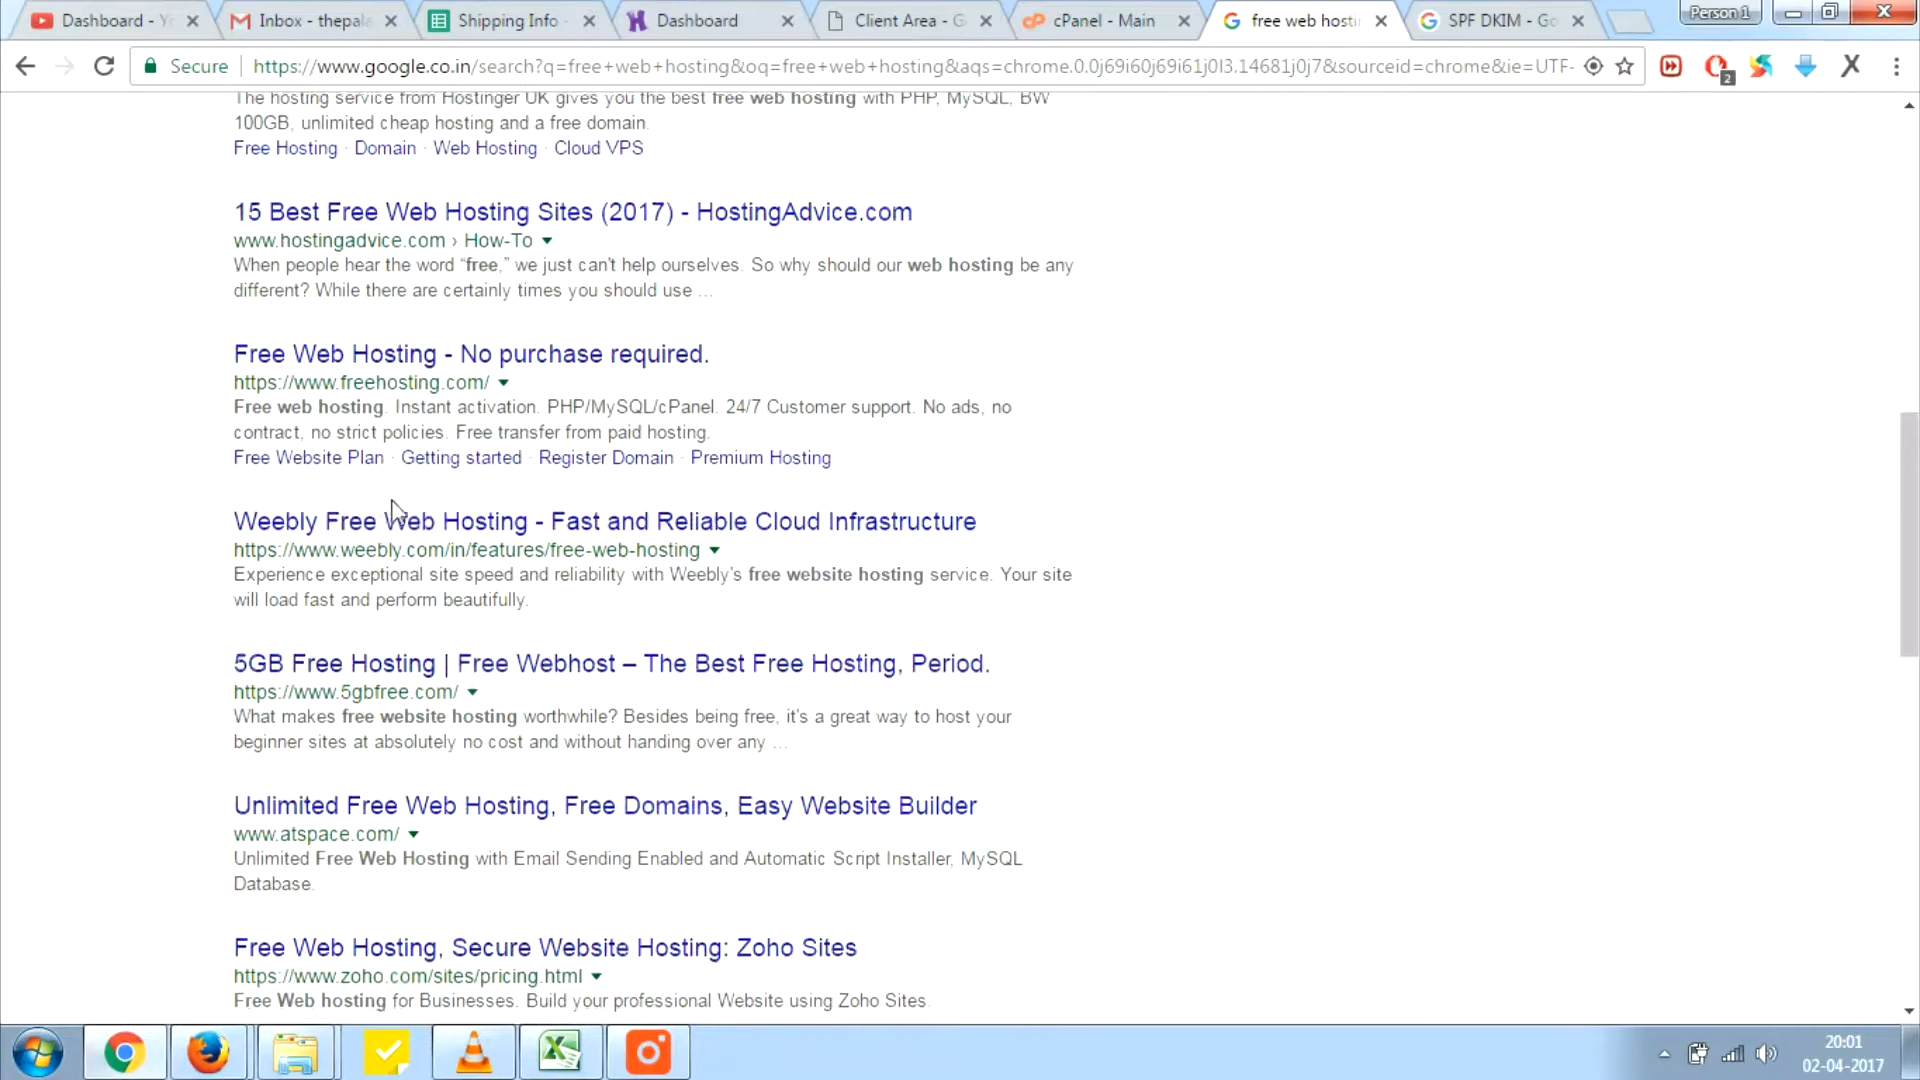 Dashboard - Y
Inbox - thepal
Shipping Info -
Dashboard
Client Area - G
cPanel - Main
free web hosti
SPF DKIM - Go
Person 1
Secure
https://www.google.co.in/search?q=free+web+hosting&oq=free+web+hosting&aqs=chrome.0.0j69i60j69i61j0l3.14681j0j7&sourceid=chrome&ie=UTF-
2
The hosting service from Hostinger UK gives you the best free web hosting with PHP, MySQL, BW
100GB, unlimited cheap hosting and a free domain.
Free Hosting · Domain · Web Hosting · Cloud VPS
15 Best Free Web Hosting Sites (2017) - HostingAdvice.com
www.hostingadvice.com › How-To
When people hear the word “free,” we just can't help ourselves. So why should our web hosting be any
different? While there are certainly times you should use ...
Free Web Hosting - No purchase required.
https://www.freehosting.com/
Free web hosting. Instant activation. PHP/MySQL/cPanel. 24/7 Customer support. No ads, no
contract, no strict policies. Free transfer from paid hosting.
Free Website Plan · Getting started · Register Domain · Premium Hosting
Weebly Free Web Hosting - Fast and Reliable Cloud Infrastructure
https://www.weebly.com/in/features/free-web-hosting
Experience exceptional site speed and reliability with Weebly's free website hosting service. Your site
will load fast and perform beautifully.
5GB Free Hosting | Free Webhost – The Best Free Hosting, Period.
https://www.5gbfree.com/
What makes free website hosting worthwhile? Besides being free, it's a great way to host your
beginner sites at absolutely no cost and without handing over any ...
Unlimited Free Web Hosting, Free Domains, Easy Website Builder
www.atspace.com/
Unlimited Free Web Hosting with Email Sending Enabled and Automatic Script Installer, MySQL
Database.
Free Web Hosting, Secure Website Hosting: Zoho Sites
https://www.zoho.com/sites/pricing.html
Free Web hosting for Businesses. Build your professional Website using Zoho Sites.
20:01
02-04-2017